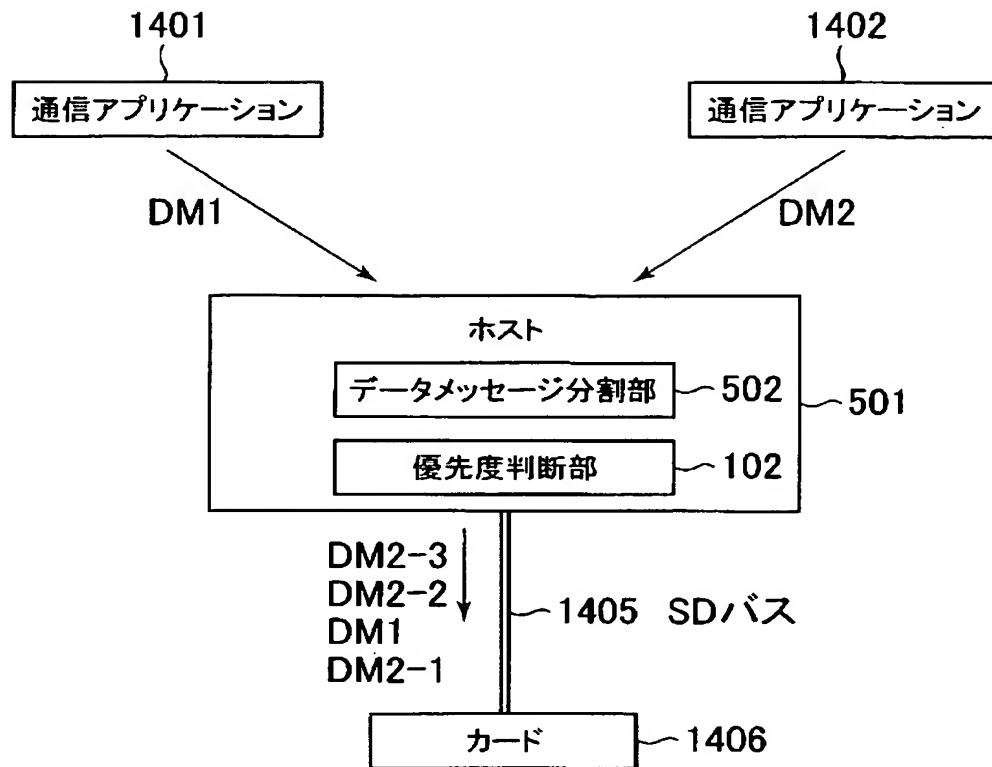 1401
1402
通信アプリケーション
通信アプリケーション
DM1
DM2
ホスト
データメッセージ分割部
502
501
優先度判断部
102
DM2-3
DM2-2
DM1
DM2-1
1405
SDバス
カード
1406